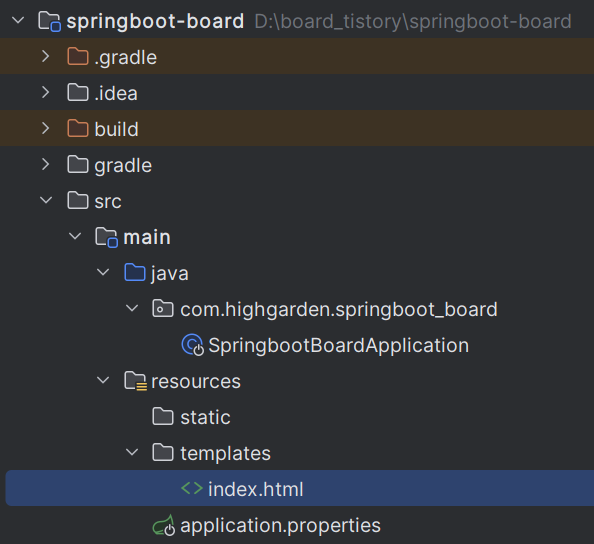 springboot-board D:\board_tistory\springboot-board
.gradle
.idea
build
gradle
src
main
java
com.highgarden.springboot_board
SpringbootBoardApplication
resources
static
templates
<> index.html
application.properties